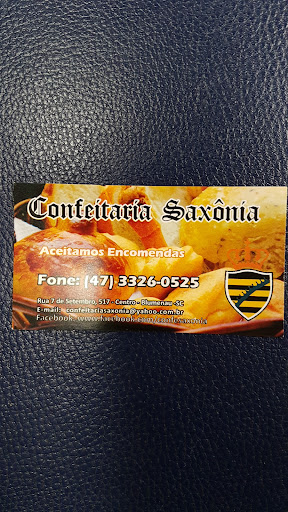 Confeitaria Saxônia
Aceitamos Encomendas
Fone: (47) 3326-0525
Rua 7 de Setembro, 517 - Centro - Blumenau -SC
E-mail: confeitariasaxonia@yahoo.com.br
Facebook: